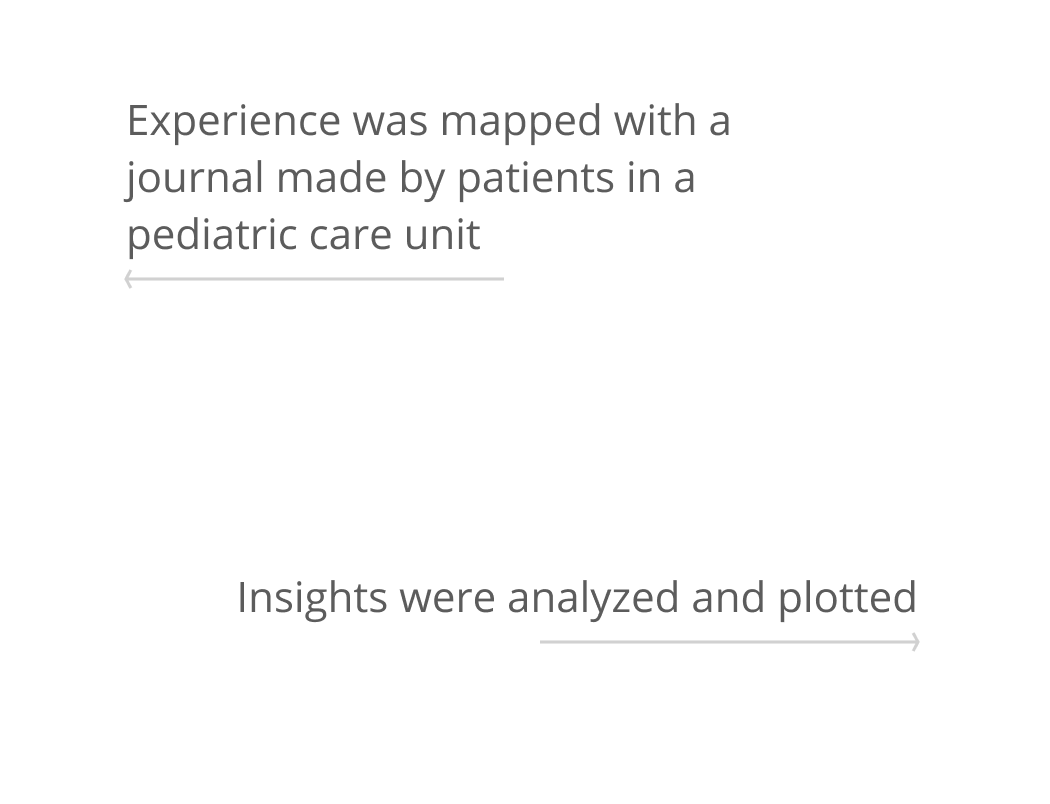 Experience was mapped with a
journal made by patients in a
pediatric care unit
Insights were analyzed and plotted